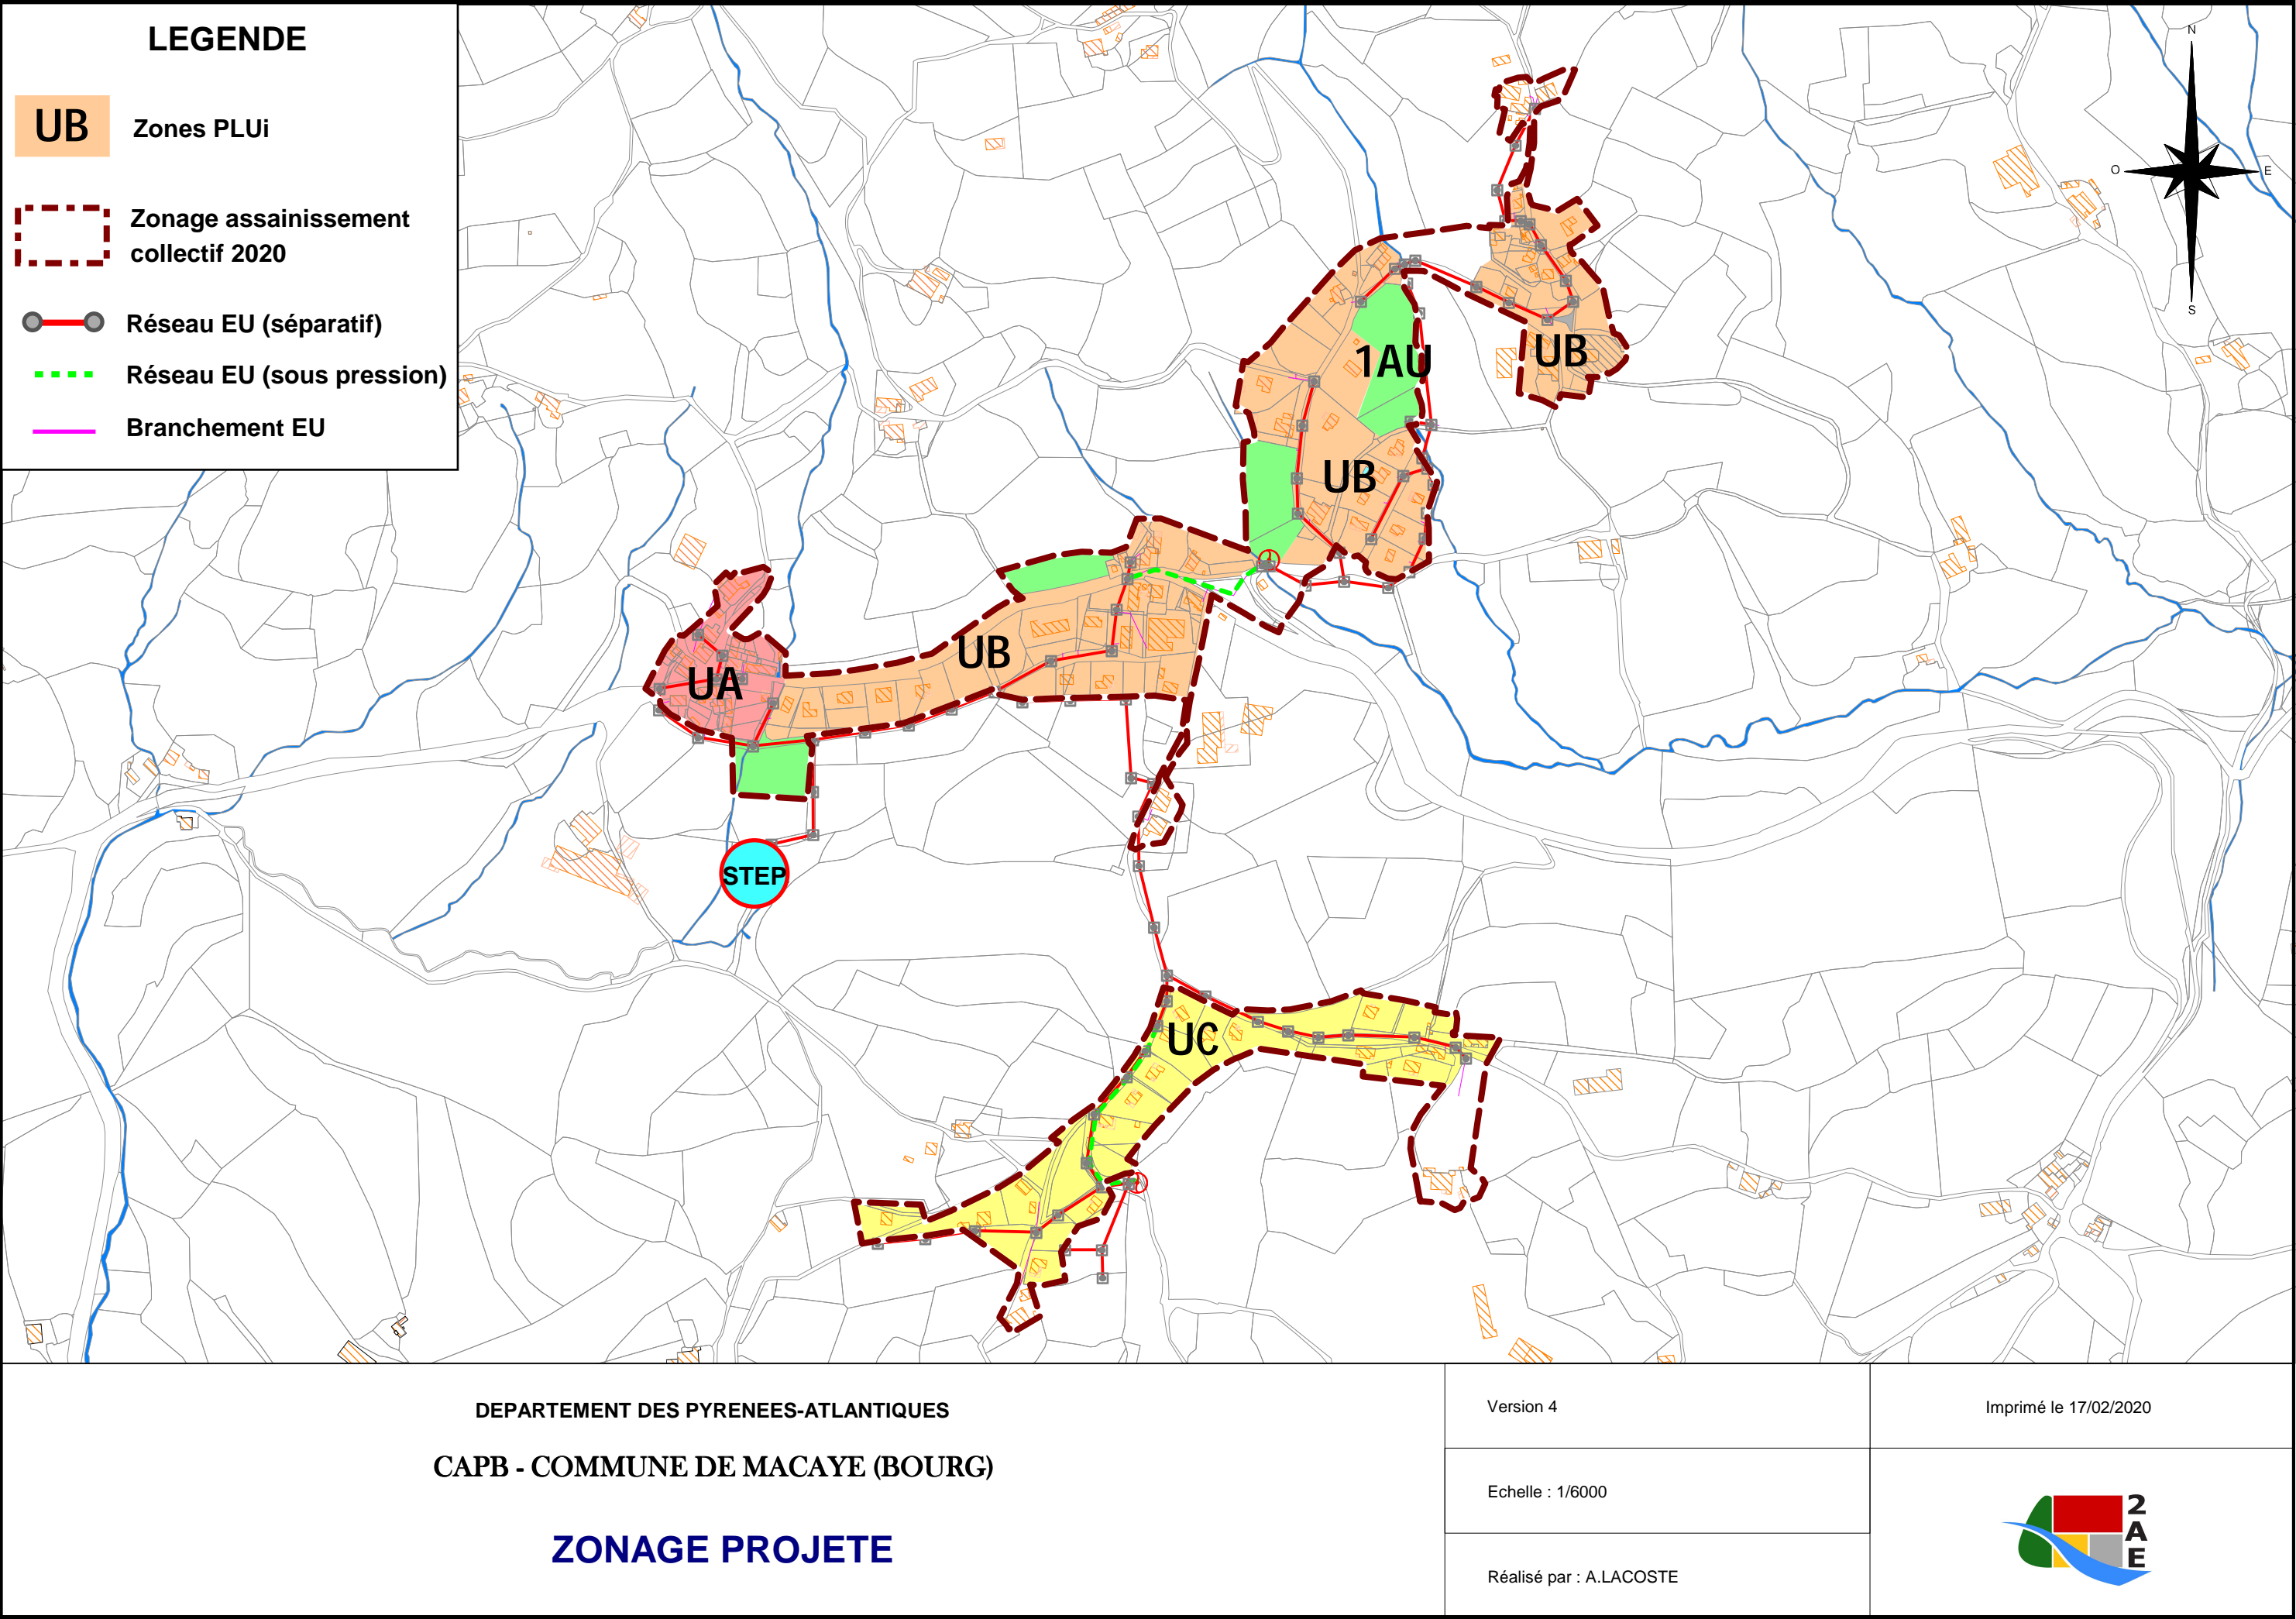 LEGENDE
UB
Zones PLUi
Zonage assainissement
collectif 2020
Réseau EU (séparatif)
Réseau EU (sous pression)
Branchement EU
N
O
E
S
1AU
UB
UB
UB
UA
STEP
UC
DEPARTEMENT DES PYRENEES-ATLANTIQUES
CAPB - COMMUNE DE MACAYE (BOURG)
ZONAGE PROJETE
Version 4
Imprimé le 17/02/2020
Echelle : 1/6000
Réalisé par : A.LACOSTE
2
A
E